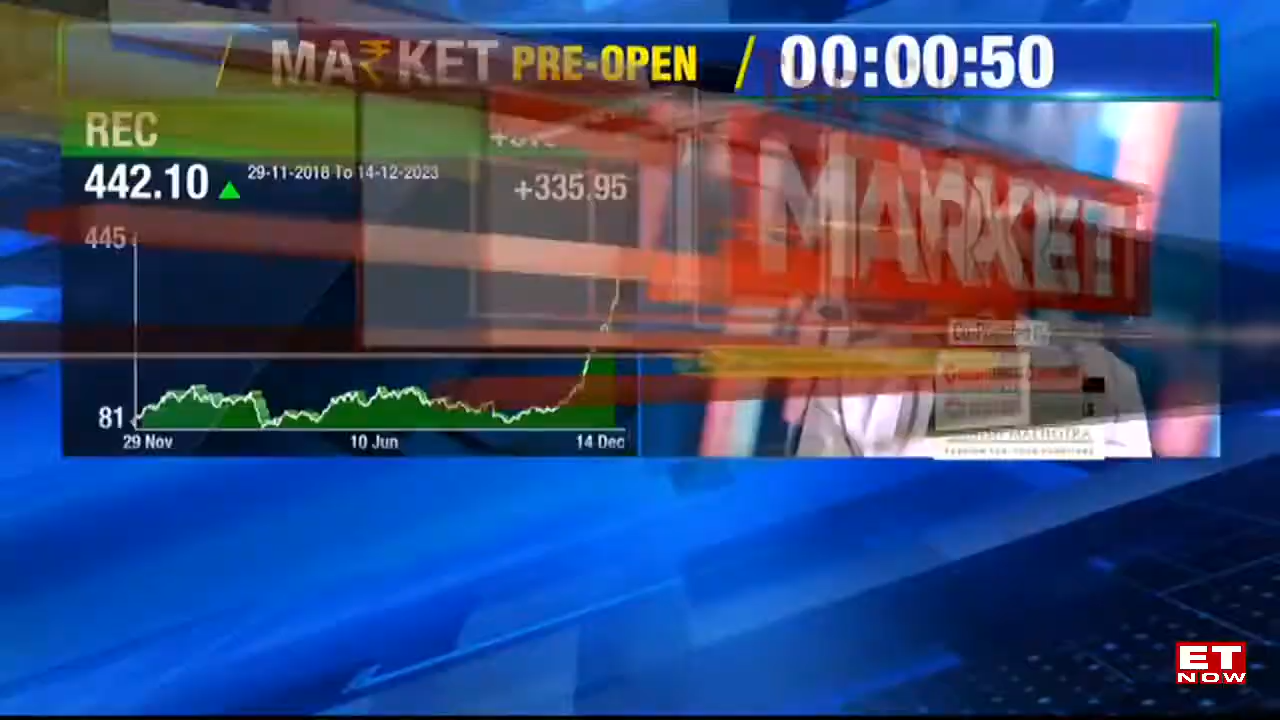 MA₹KET PRE-OPEN 00:00:50
REC
442.10 29-11-2018 To 14-12-2023
+335.95
445
81
29 Nov 10 Jun 14 Dec
MARKET
ET
NOW